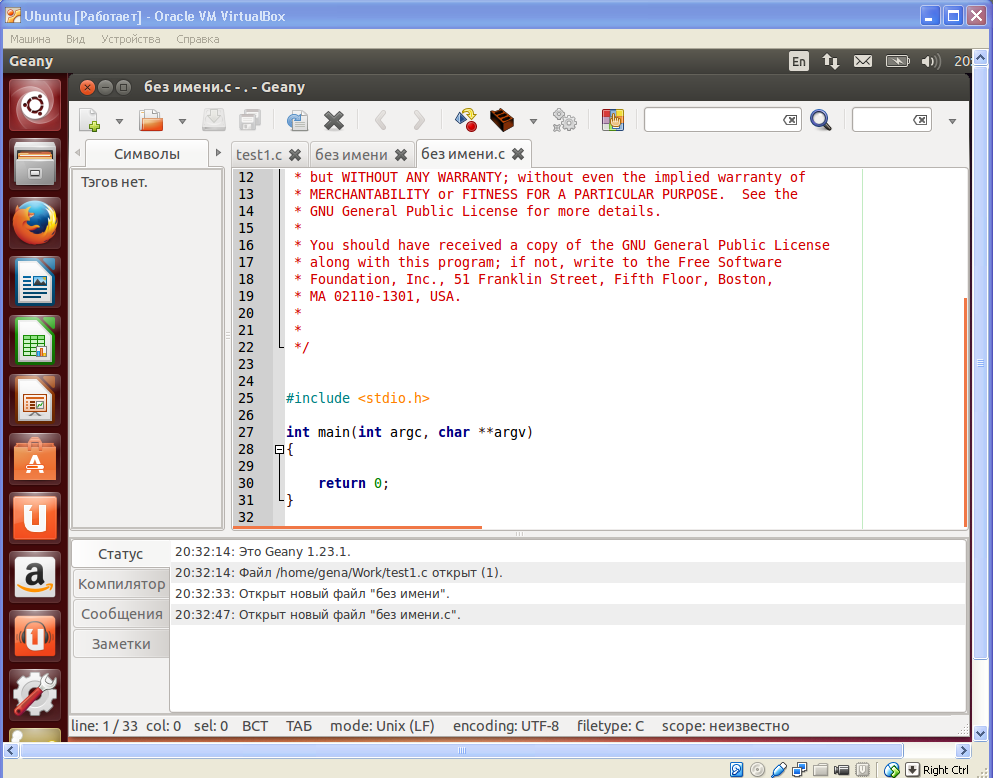 Ubuntu [Работает] - Oracle VM VirtualBox
Машина Вид Устройства Справка
Geany En 20:
без имени.c - . - Geany
Символы test1.c без имени без имени.c
Тэгов нет.
12 * but WITHOUT ANY WARRANTY; without even the implied warranty of
13 * MERCHANTABILITY or FITNESS FOR A PARTICULAR PURPOSE.  See the
14 * GNU General Public License for more details.
15 *
16 * You should have received a copy of the GNU General Public License
17 * along with this program; if not, write to the Free Software
18 * Foundation, Inc., 51 Franklin Street, Fifth Floor, Boston,
19 * MA 02110-1301, USA.
20 *
21 *
22 */
23
24
25 #include <stdio.h>
26
27 int main(int argc, char **argv)
28 {
29
30 return 0;
31 }
32
Статус
Компилятор
Сообщения
Заметки
20:32:14: Это Geany 1.23.1.
20:32:14: Файл /home/gena/Work/test1.c открыт (1).
20:32:33: Открыт новый файл "без имени".
20:32:47: Открыт новый файл "без имени.c".
line: 1 / 33 col: 0 sel: 0 ВСТ ТАБ mode: Unix (LF) encoding: UTF-8 filetype: C scope: неизвестно
Right Ctrl